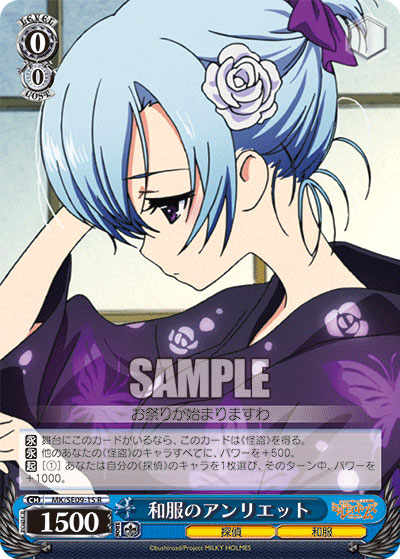 LEVEL
0
0
COST
SAMPLE
お祭りが始まりますわ
永 舞台にこのカードがいるなら、このカードは《怪盗》を得る。
永 他のあなたの《怪盗》のキャラすべてに、パワーを+500。
起 [①] あなたは自分の《探偵》のキャラを1枚選び、そのターン中、パワーを
+1000。
CH MK/SE09-15 R
1500
和服のアンリエット
探偵
和服
©bushiroad/Project MILKY HOLMES